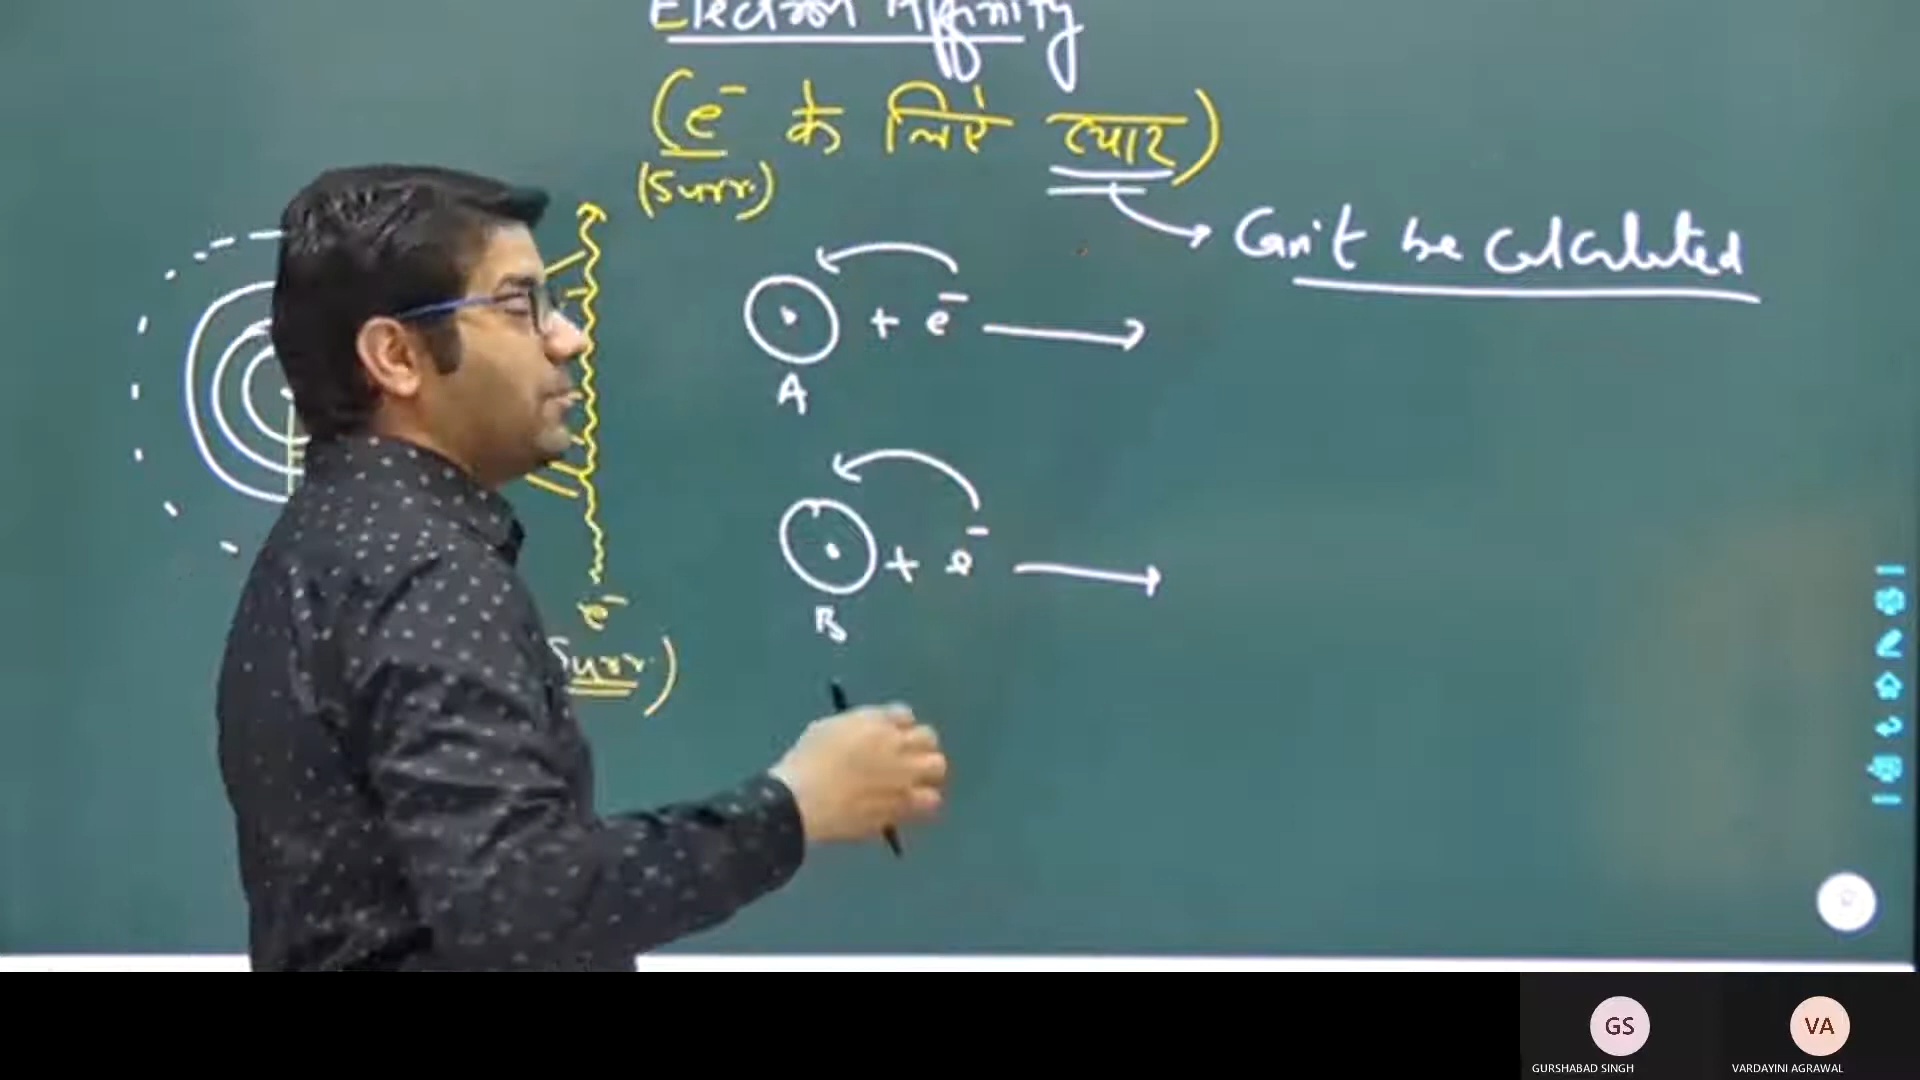 Electron Affinity
(e⁻ के लिए त्यार)
(Surr.)
Can't be Calculated
+ e⁻
A
+ e⁻
B
e⁻
Surr.)
GS
VA
GURSHABAD SINGH
VARDAYINI AGRAWAL